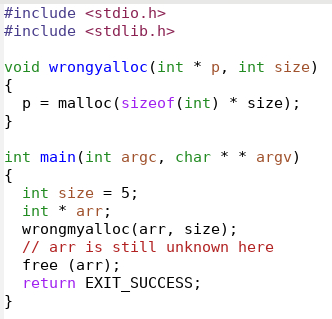 #include <stdio.h>
#include <stdlib.h>
void wrongyalloc(int * p, int size)
{
  p = malloc(sizeof(int) * size);
}
int main(int argc, char * * argv)
{
  int size = 5;
  int * arr;
  wrongmyalloc(arr, size);
  // arr is still unknown here
  free (arr);
  return EXIT_SUCCESS;
}